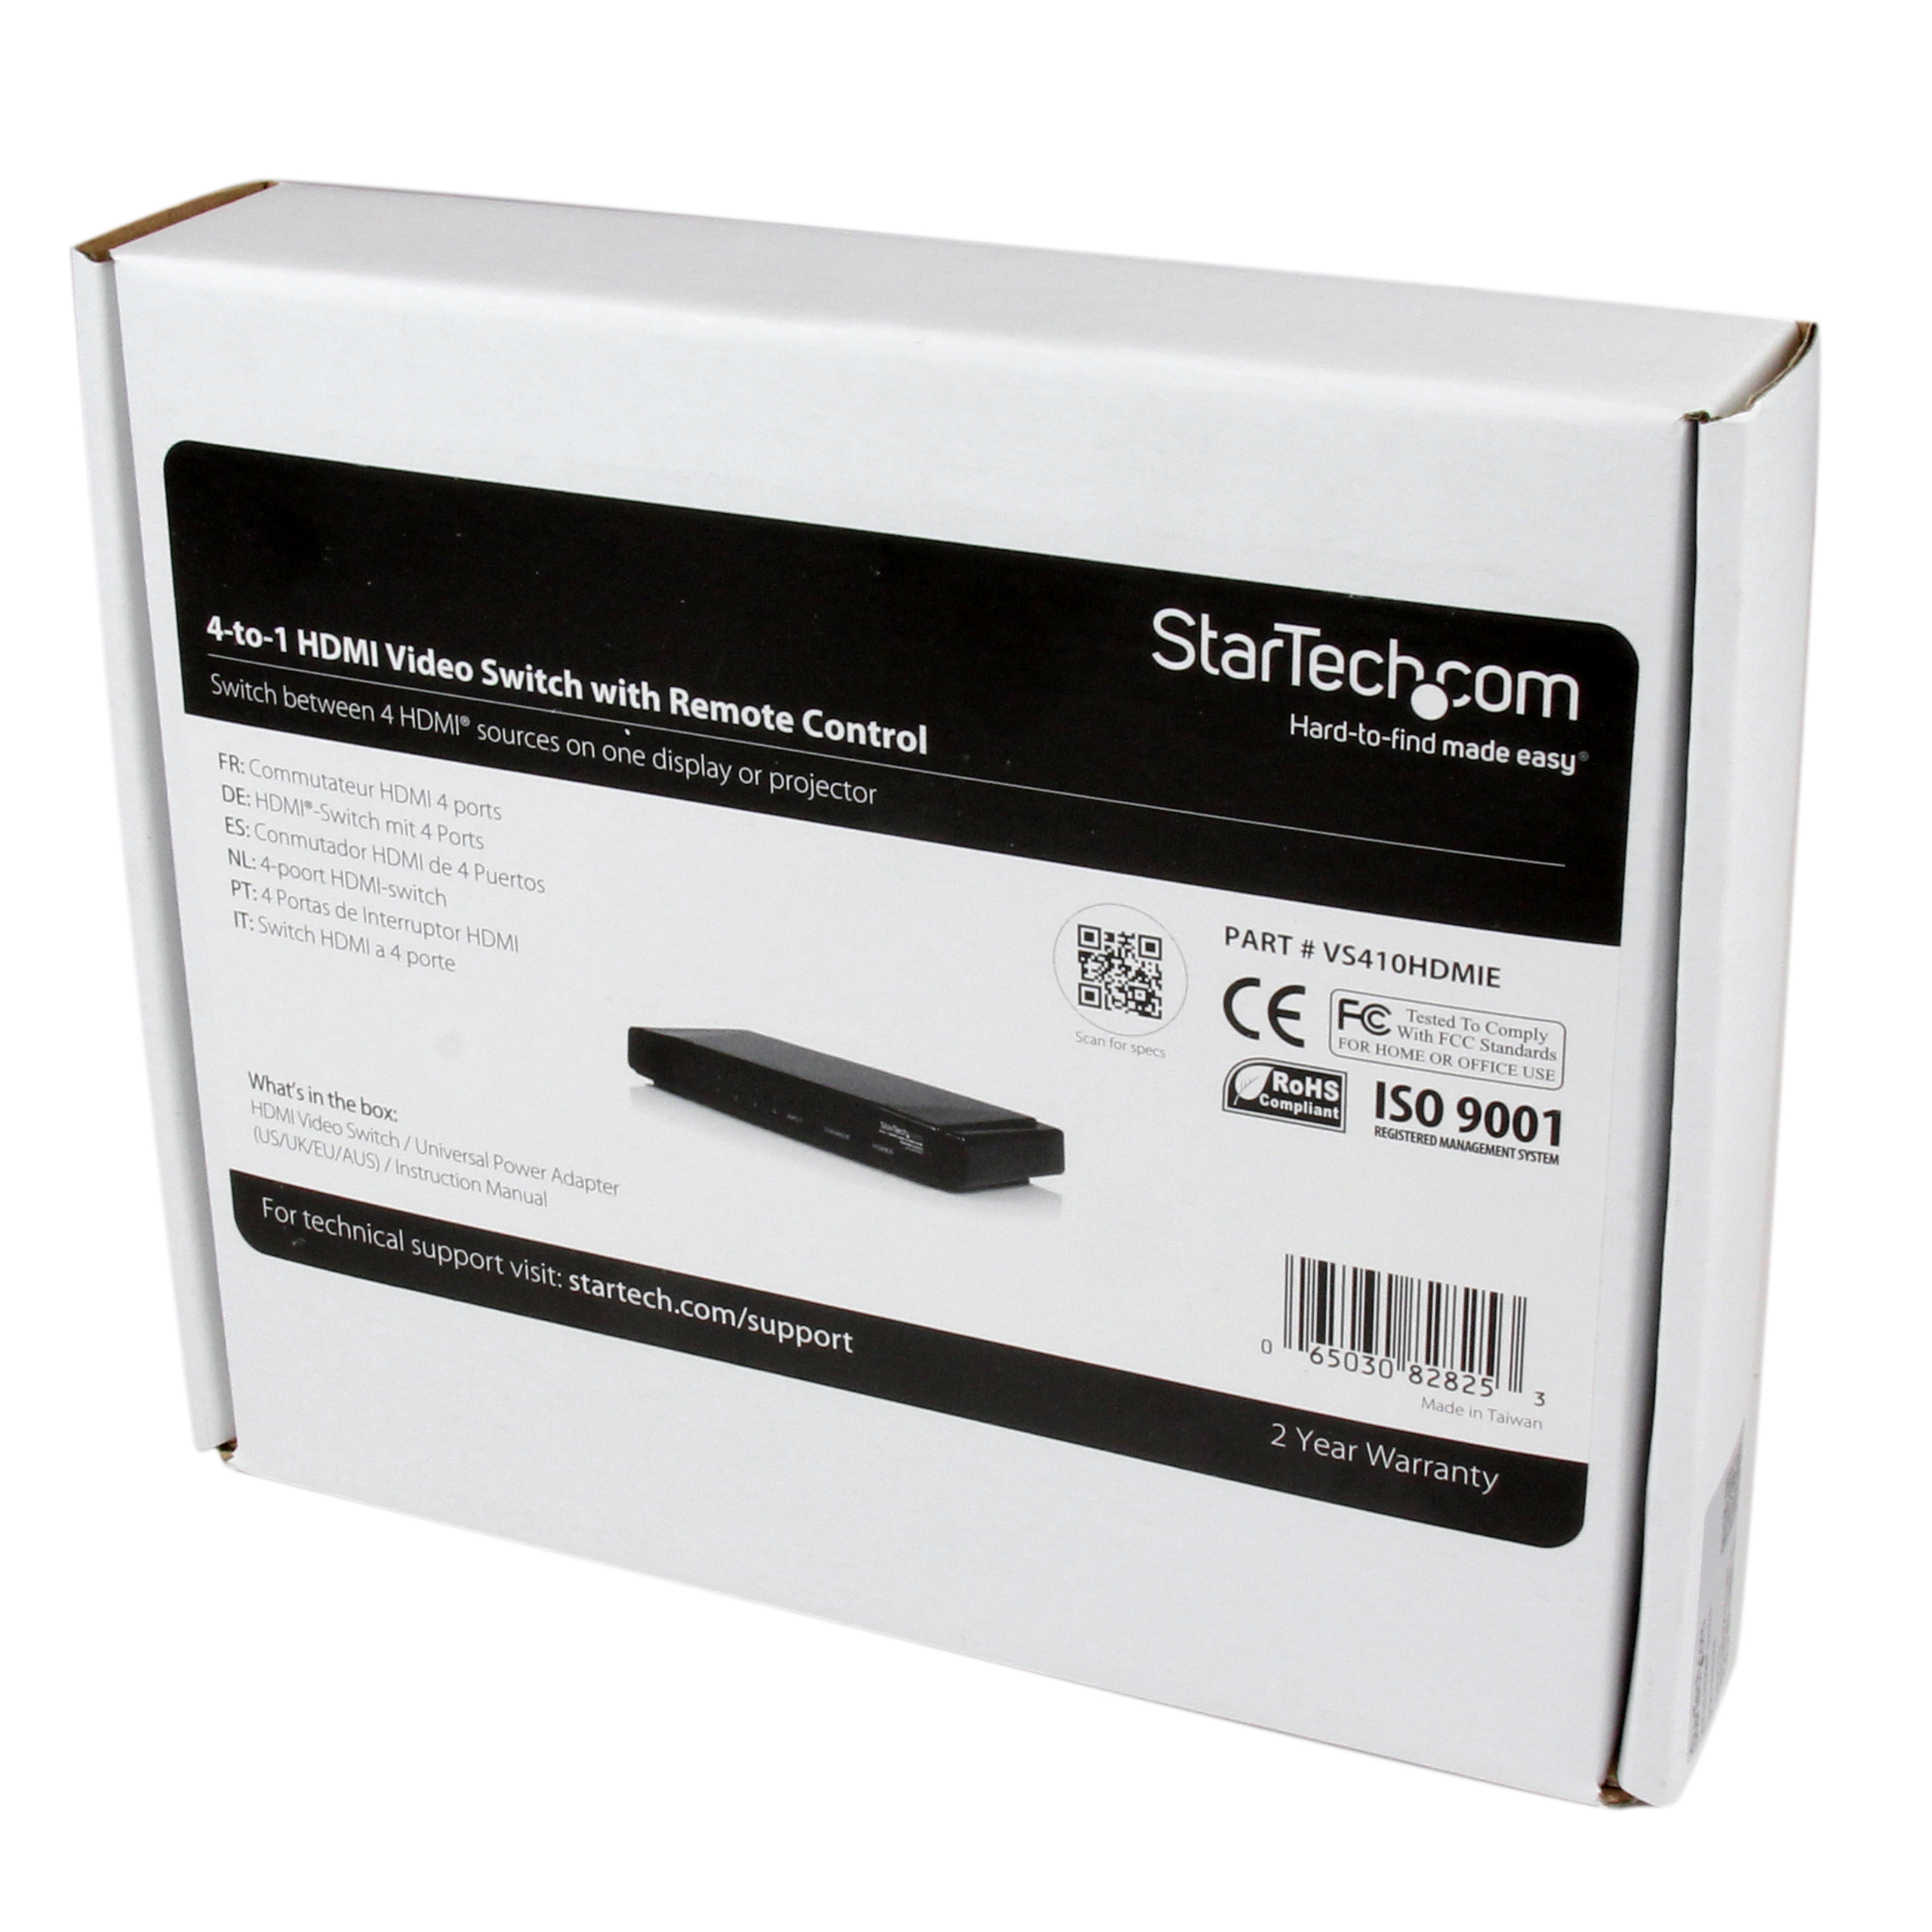 StarTech.com
Hard-to-find made easy®
4-to-1 HDMI Video Switch with Remote Control
Switch between 4 HDMI® sources on one display or projector
FR: Commutateur HDMI 4 ports
DE: HDMI®-Switch mit 4 Ports
ES: Conmutador HDMI de 4 Puertos
NL: 4-poort HDMI-switch
PT: 4 Portas de Interruptor HDMI
IT: Switch HDMI a 4 porte
Scan for specs
PART # VS410HDMIE
CE
FC Tested To Comply
With FCC Standards
FOR HOME OR OFFICE USE
RoHS
Compliant
ISO 9001
REGISTERED MANAGEMENT SYSTEM
StarTech.com
What's in the box:
HDMI Video Switch / Universal Power Adapter
(US/UK/EU/AUS) / Instruction Manual
0 65030 82825 3
Made in Taiwan
For technical support visit: startech.com/support
2 Year Warranty